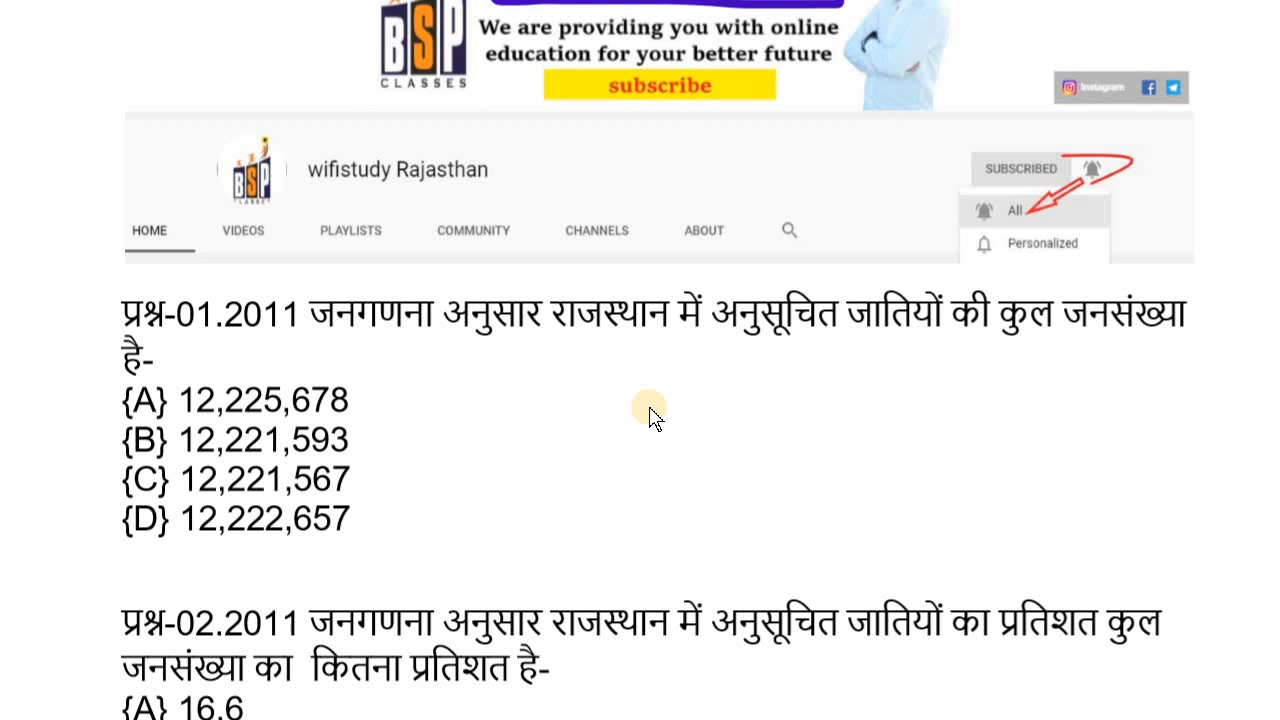 BSP
CLASSES
We are providing you with online
education for your better future
subscribe
Instagram
BSP
wifistudy Rajasthan
SUBSCRIBED
All
Personalized
HOME VIDEOS PLAYLISTS COMMUNITY CHANNELS ABOUT
प्रश्न-01.2011 जनगणना अनुसार राजस्थान में अनुसूचित जातियों की कुल जनसंख्या
है-
{A} 12,225,678
{B} 12,221,593
{C} 12,221,567
{D} 12,222,657
प्रश्न-02.2011 जनगणना अनुसार राजस्थान में अनुसूचित जातियों का प्रतिशत कुल
जनसंख्या का कितना प्रतिशत है-
{A} 16.6